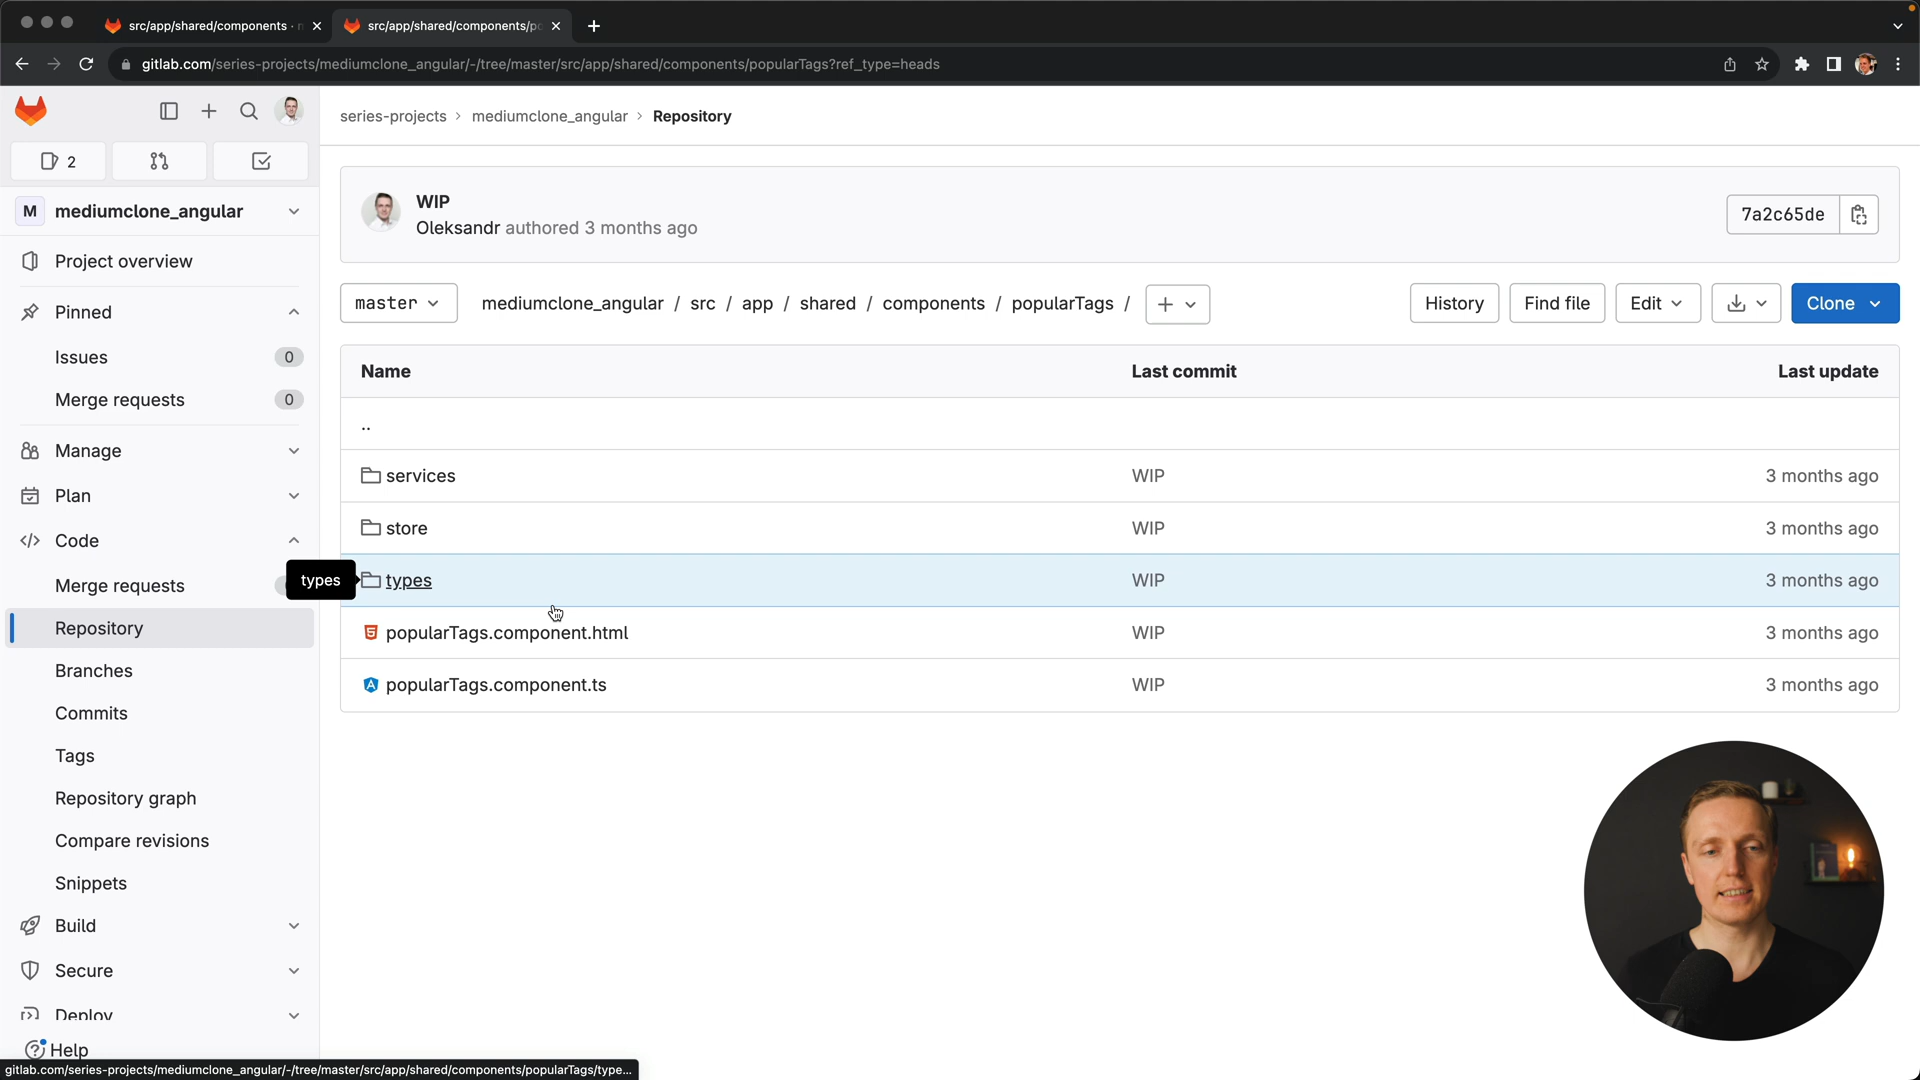 src/app/shared/components ·
src/app/shared/components/po
gitlab.com/series-projects/mediumclone_angular/-/tree/master/src/app/shared/components/popularTags?ref_type=heads
2
M mediumclone_angular
Project overview
Pinned
Issues 0
Merge requests 0
Manage
Plan
Code
Merge requests
Repository
Branches
Commits
Tags
Repository graph
Compare revisions
Snippets
Build
Secure
Deploy
Help
series-projects › mediumclone_angular › Repository
WIP
Oleksandr authored 3 months ago
7a2c65de
master
mediumclone_angular / src / app / shared / components / popularTags /
History
Find file
Edit
Clone
Name Last commit Last update
..
services WIP 3 months ago
store WIP 3 months ago
types
types WIP 3 months ago
popularTags.component.html WIP 3 months ago
popularTags.component.ts WIP 3 months ago
gitlab.com/series-projects/mediumclone_angular/-/tree/master/src/app/shared/components/popularTags/type...